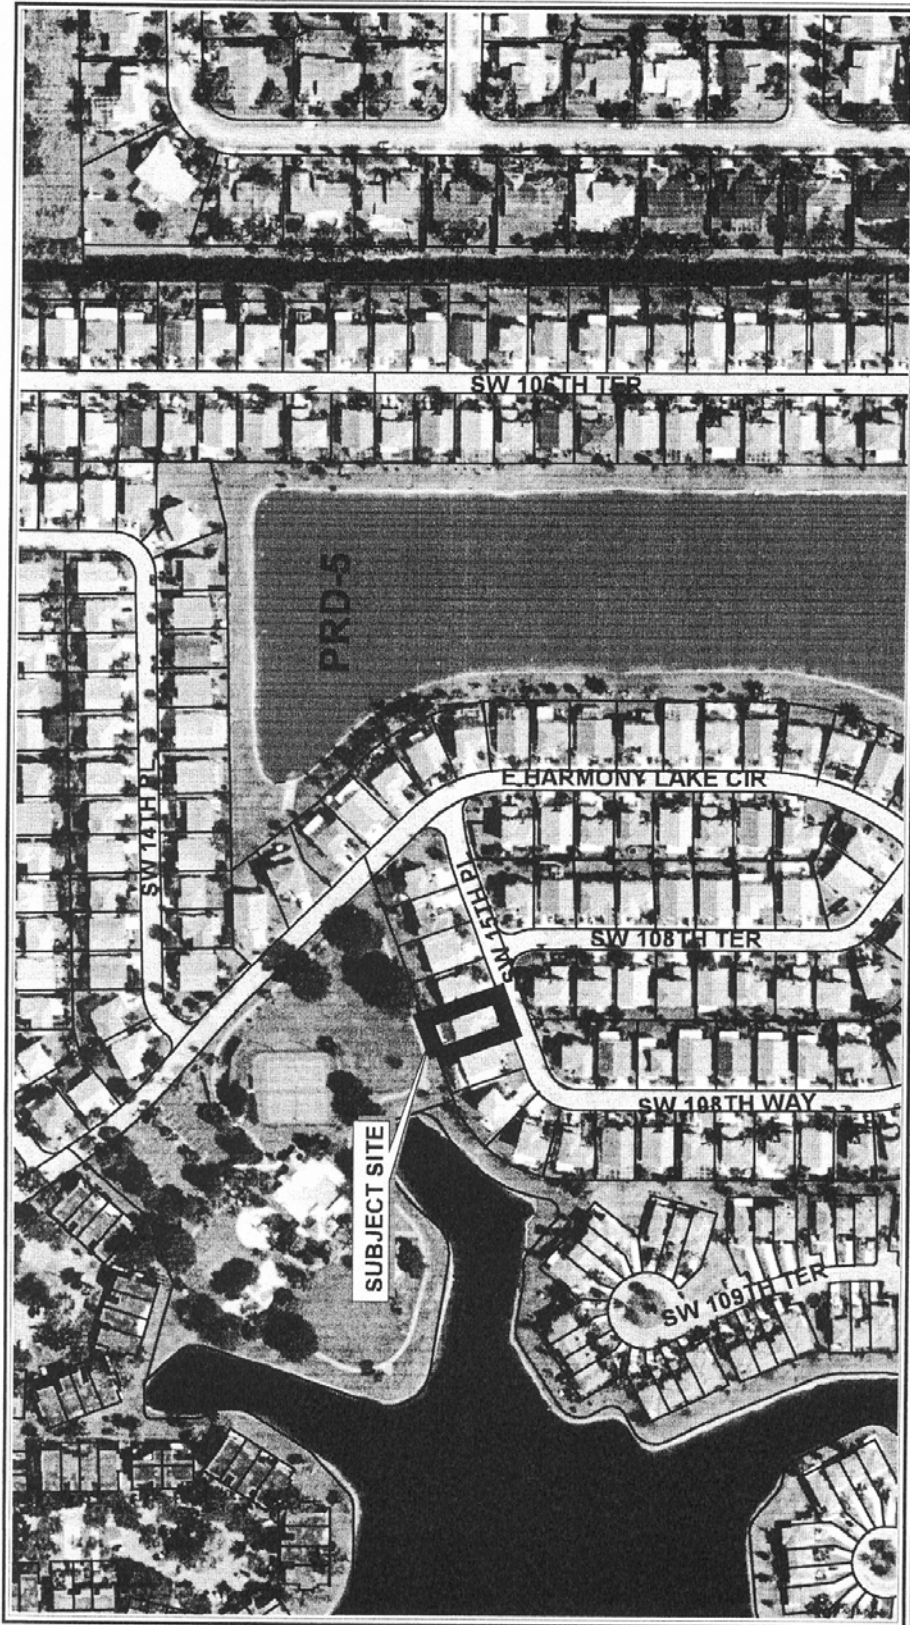 SW 106TH TER
PRD-5
E HARMONY LAKE CIR
SW 14TH PL
SW 15TH PL
SW 108TH TER
SW 108TH WAY
SUBJECT SITE
SW 109TH TER